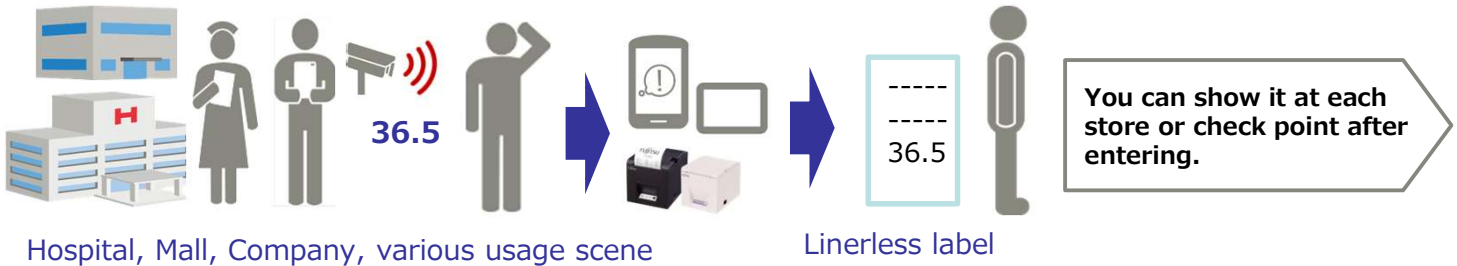 H
36.5
FUJITSU
-----
-----
36.5
You can show it at each
store or check point after
entering.
Hospital, Mall, Company, various usage scene
Linerless label